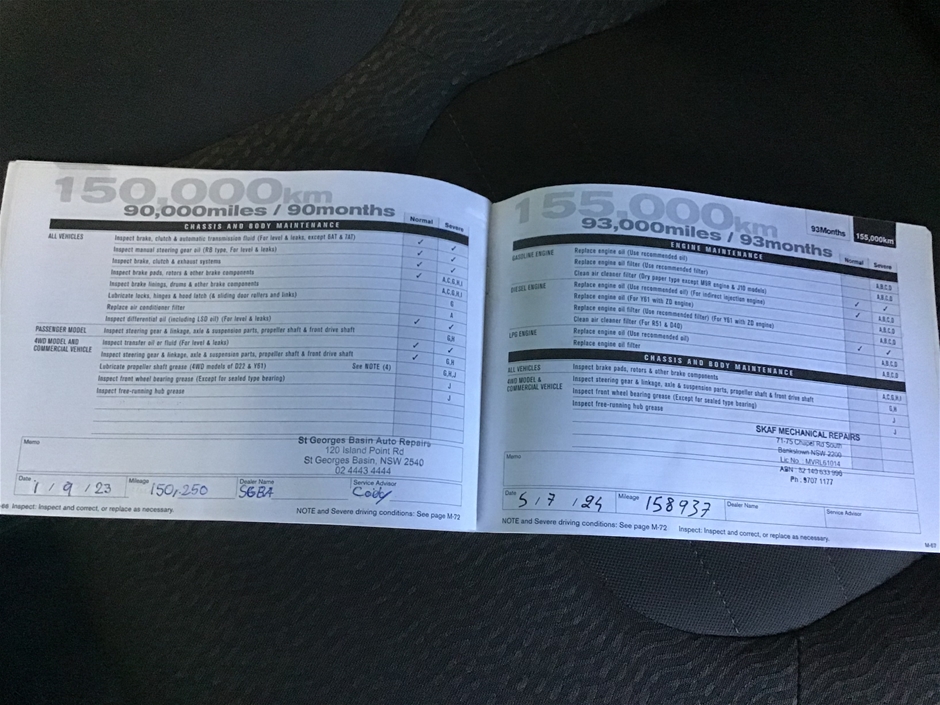 150,000km
90,000miles / 90months
Normal Severe
CHASSIS AND BODY MAINTENANCE
ALL VEHICLES Inspect brake, clutch & automatic transmission fluid (For level & leaks, except 6AT & 7AT) ✓ ✓
Inspect manual steering gear oil (RB type, For level & leaks) ✓ ✓
Inspect brake, clutch & exhaust systems ✓ ✓
Inspect brake pads, rotors & other brake components ✓ A,C,G,H,I
Inspect brake linings, drums & other brake components A,C,G,H,I
Lubricate locks, hinges & hood latch (& sliding door rollers and links) G
Replace air conditioner filter A
Inspect differential oil (including LSD oil) (For level & leaks) ✓ ✓
PASSENGER MODEL Inspect steering gear & linkage, axle & suspension parts, propeller shaft & front drive shaft G,H
4WD MODEL AND COMMERCIAL VEHICLE Inspect transfer oil or fluid (For level & leaks) ✓ ✓
Inspect steering gear & linkage, axle & suspension parts, propeller shaft & front drive shaft ✓ G,H
Lubricate propeller shaft grease (4WD models of D22 & Y61) See NOTE (4) G,H,J
Inspect front wheel bearing grease (Except for sealed type bearing) J
Inspect free-running hub grease J
Memo
St Georges Basin Auto Repairs
120 Island Point Rd
St Georges Basin, NSW 2540
02 4443 4444
Date 1 / 9 / 23 Mileage 150,250 Dealer Name SGBA Service Advisor Cody
-66 Inspect: Inspect and correct, or replace as necessary. NOTE and Severe driving conditions: See page M-72
155,000km
93,000miles / 93months
93Months 155,000km
Normal Severe
ENGINE MAINTENANCE
GASOLINE ENGINE Replace engine oil (Use recommended oil) A,B,C,D
Replace engine oil filter (Use recommended filter) A,B,C,D
Clean air cleaner filter (Dry paper type except MGR engine & J10 models)
DIESEL ENGINE Replace engine oil (Use recommended oil) (For indirect injection engine) ✓ ✓
Replace engine oil (For Y61 with ZD engine) ✓ A,B,C,D
Replace engine oil filter (Use recommended filter) (For Y61 with ZD engine)
Clean air cleaner filter (For R51 & D40)
LPG ENGINE Replace engine oil (Use recommended oil) ✓ ✓
Replace engine oil filter A,B,C,D
CHASSIS AND BODY MAINTENANCE
ALL VEHICLES Inspect brake pads, rotors & other brake components A,C,G,H,I
4WD MODEL & COMMERCIAL VEHICLE Inspect steering gear & linkage, axle & suspension parts, propeller shaft & front drive shaft G,H
Inspect front wheel bearing grease (Except for sealed type bearing) J
Inspect free-running hub grease J
Memo
SKAF MECHANICAL REPAIRS
71-75 Chapel Rd South
Bankstown NSW 2200
Lic No.: MVRL61014
ABN: 32 140 633 996
Ph: 9707 1177
Date 5 / 7 / 24 Mileage 158937 Dealer Name Service Advisor
NOTE and Severe driving conditions: See page M-72 Inspect: Inspect and correct, or replace as necessary.
M-67